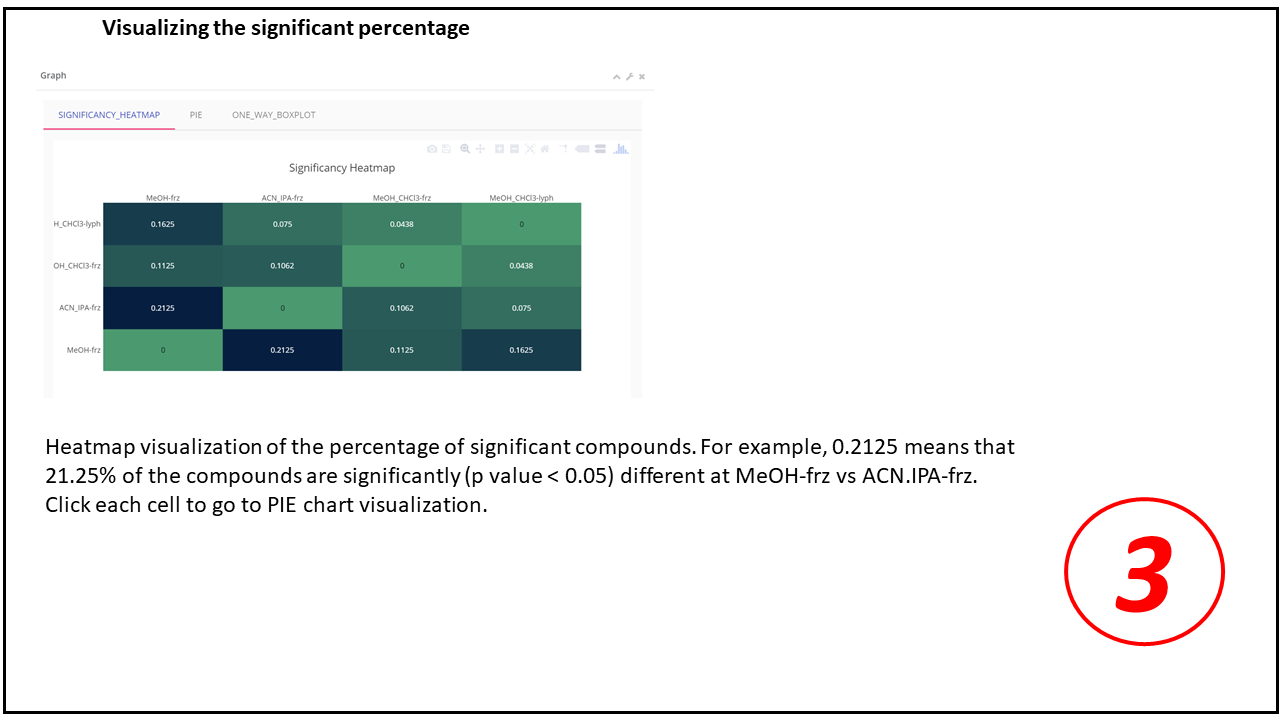 Visualizing the significant percentage
Graph
SIGNIFICANCY_HEATMAP PIE ONE_WAY_BOXPLOT
Significancy Heatmap
MeOH-frz ACN_IPA-frz MeOH_CHCl3-frz MeOH_CHCl3-lyph
H_CHCl3-lyph 0.1625 0.075 0.0438 0
OH_CHCl3-frz 0.1125 0.1062 0 0.0438
ACN_IPA-frz 0.2125 0 0.1062 0.075
MeOH-frz 0 0.2125 0.1125 0.1625
Heatmap visualization of the percentage of significant compounds. For example, 0.2125 means that
21.25% of the compounds are significantly (p value < 0.05) different at MeOH-frz vs ACN.IPA-frz.
Click each cell to go to PIE chart visualization.
3